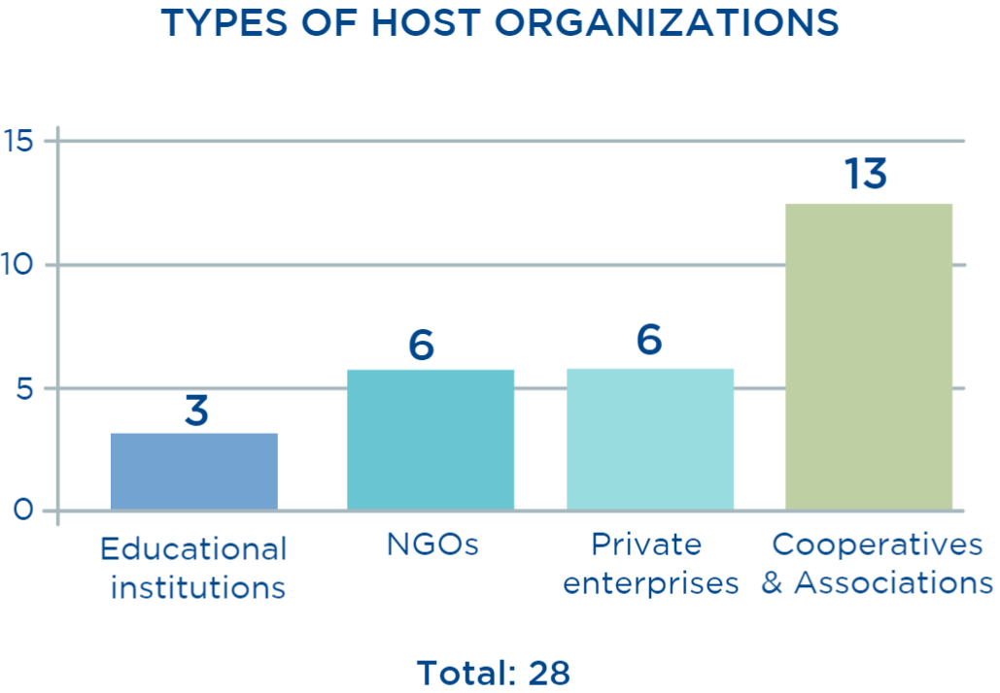 TYPES OF HOST ORGANIZATIONS
15
13
10
6
6
5
3
0
Educational
institutions
NGOs
Private
enterprises
Cooperatives
& Associations
Total: 28